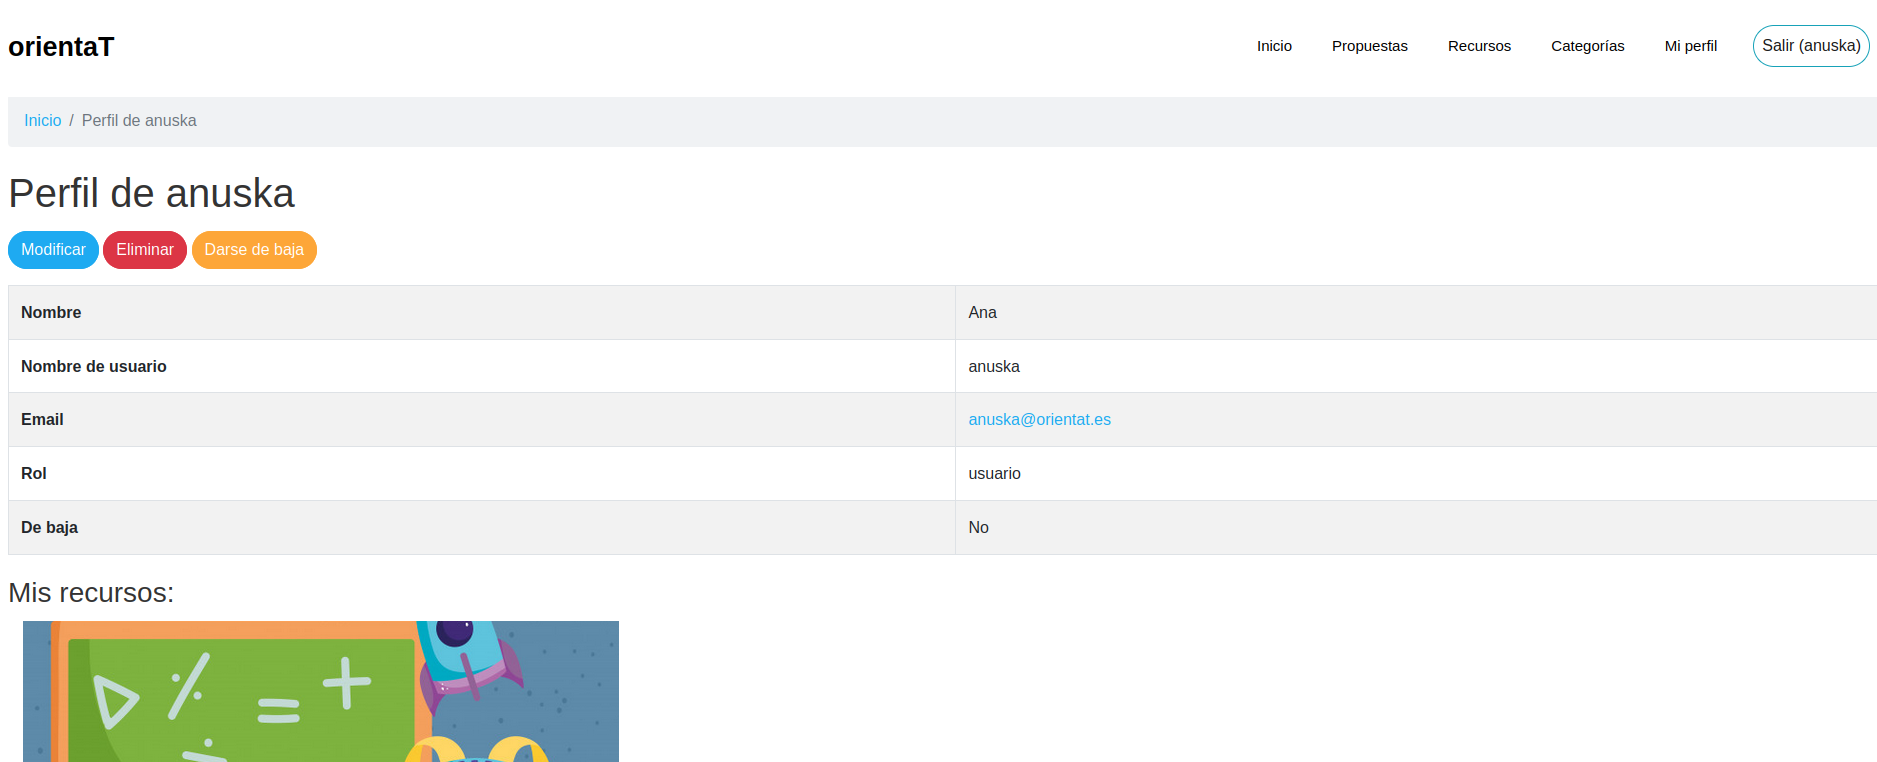 orientaT
Inicio Propuestas Recursos Categorías Mi perfil Salir (anuska)
Inicio / Perfil de anuska
Perfil de anuska
Modificar Eliminar Darse de baja
Nombre Ana
Nombre de usuario anuska
Email anuska@orientat.es
Rol usuario
De baja No
Mis recursos: